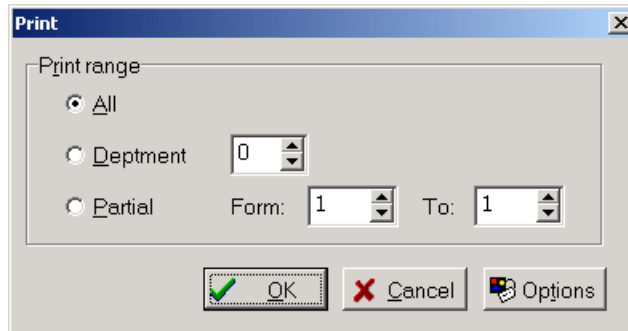 Print
Print range
All
Deptment 0
Partial Form: 1 To: 1
OK Cancel Options